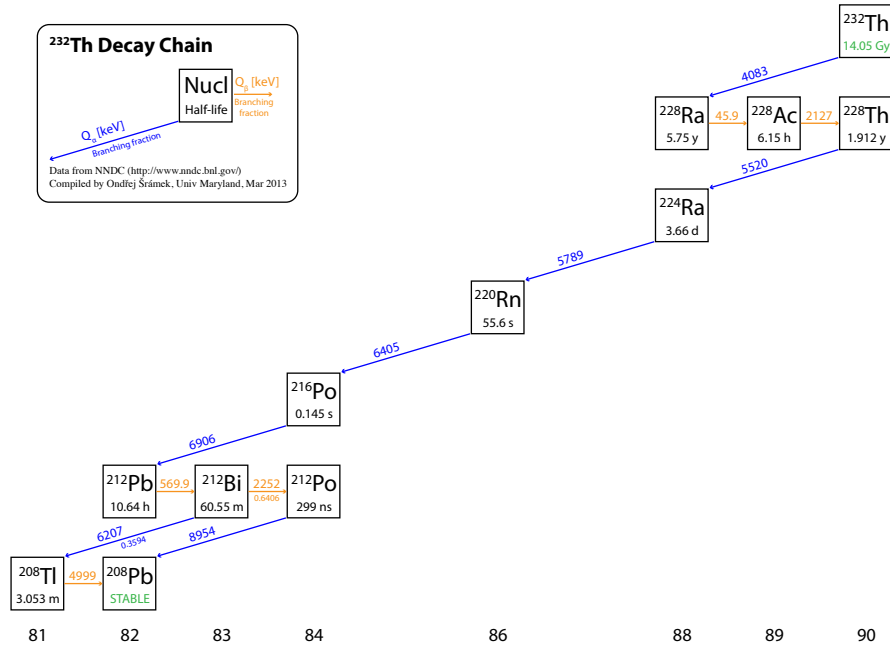 ²³²Th Decay Chain
Nucl
Half-life
Qβ [keV]
Branching
fraction
Qα [keV]
Branching fraction
Data from NNDC (http://www.nndc.bnl.gov/)
Compiled by Ondřej Šrámek, Univ Maryland, Mar 2013
²³²Th
14.05 Gy
4083
²²⁸Ra
5.75 y
45.9
²²⁸Ac
6.15 h
2127
²²⁸Th
1.912 y
5520
²²⁴Ra
3.66 d
5789
²²⁰Rn
55.6 s
6405
²¹⁶Po
0.145 s
6906
²¹²Pb
10.64 h
569.9
²¹²Bi
60.55 m
2252
0.6406
²¹²Po
299 ns
6207
0.3594
8954
²⁰⁸Tl
3.053 m
4999
²⁰⁸Pb
STABLE
81 82 83 84 86 88 89 90